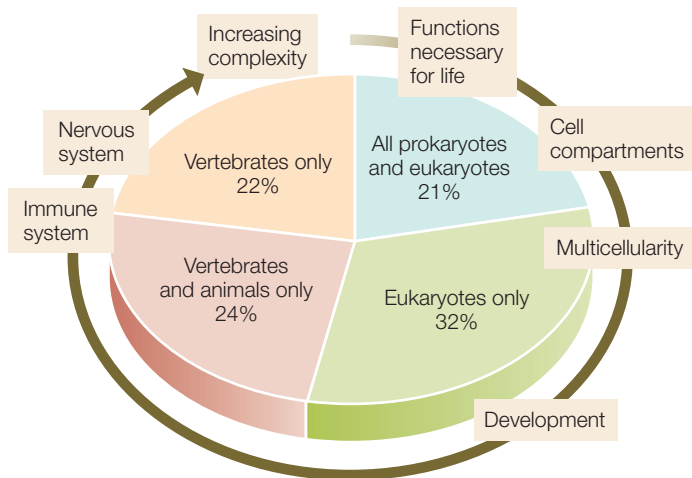 Increasing
complexity
Functions
necessary
for life
Nervous
system
Cell
compartments
Vertebrates only
22%
All prokaryotes
and eukaryotes
21%
Immune
system
Multicellularity
Vertebrates
and animals only
24%
Eukaryotes only
32%
Development